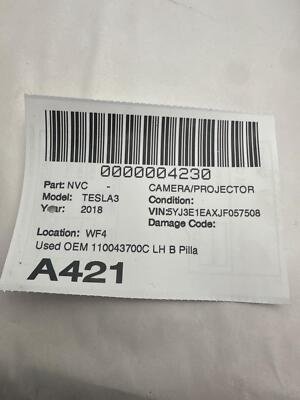 0000004230
Part: NVC - CAMERA/PROJECTOR
Model: TESLA3 Condition:
Year: 2018 VIN:5YJ3E1EAXJF057508
Damage Code:
Location: WF4
Used OEM 110043700C LH B Pilla
A421